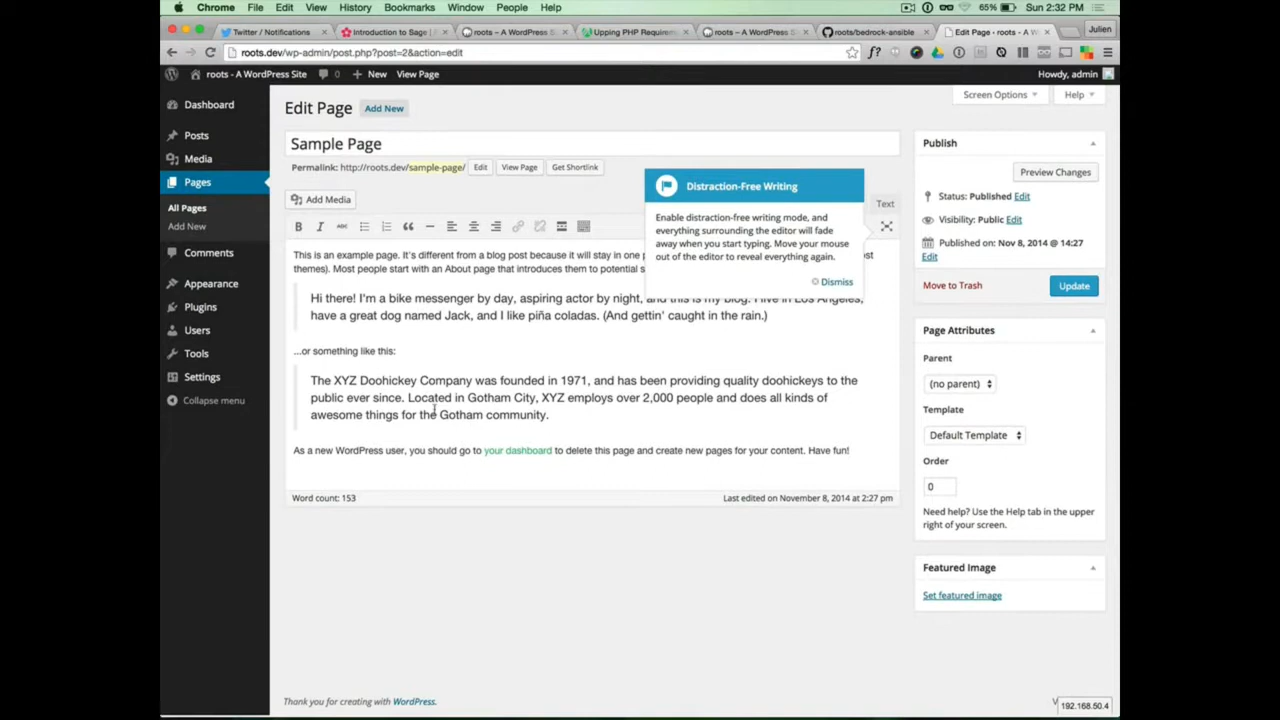 Chrome File Edit View History Bookmarks Window People Help 65% Sun 2:32 PM
Twitter / Notifications Introduction to Sage | roots – A WordPress S Upping PHP Requirem roots – A WordPress S roots/bedrock-ansible Edit Page ‹ roots - A W Julien
roots.dev/wp-admin/post.php?post=2&action=edit f?
roots - A WordPress Site 0 + New View Page Howdy, admin
Screen Options Help
Dashboard
Posts
Media
Pages
All Pages
Add New
Comments
Appearance
Plugins
Users
Tools
Settings
Collapse menu
Edit Page Add New
Sample Page
Permalink: http://roots.dev/sample-page/ Edit View Page Get Shortlink
Add Media
Text
B I ABC
Distraction-Free Writing
Enable distraction-free writing mode, and
everything surrounding the editor will fade
away when you start typing. Move your mouse
out of the editor to reveal everything again.
Dismiss
This is an example page. It's different from a blog post because it will stay in one p st
themes). Most people start with an About page that introduces them to potential s
Hi there! I'm a bike messenger by day, aspiring actor by night, and this is my blog. I live in Los Angeles,
have a great dog named Jack, and I like piña coladas. (And gettin' caught in the rain.)
...or something like this:
The XYZ Doohickey Company was founded in 1971, and has been providing quality doohickeys to the
public ever since. Located in Gotham City, XYZ employs over 2,000 people and does all kinds of
awesome things for the Gotham community.
As a new WordPress user, you should go to your dashboard to delete this page and create new pages for your content. Have fun!
Word count: 153 Last edited on November 8, 2014 at 2:27 pm
Publish
Preview Changes
Status: Published Edit
Visibility: Public Edit
Published on: Nov 8, 2014 @ 14:27
Edit
Move to Trash Update
Page Attributes
Parent
(no parent)
Template
Default Template
Order
0
Need help? Use the Help tab in the upper
right of your screen.
Featured Image
Set featured image
Thank you for creating with WordPress.
V
192.168.50.4